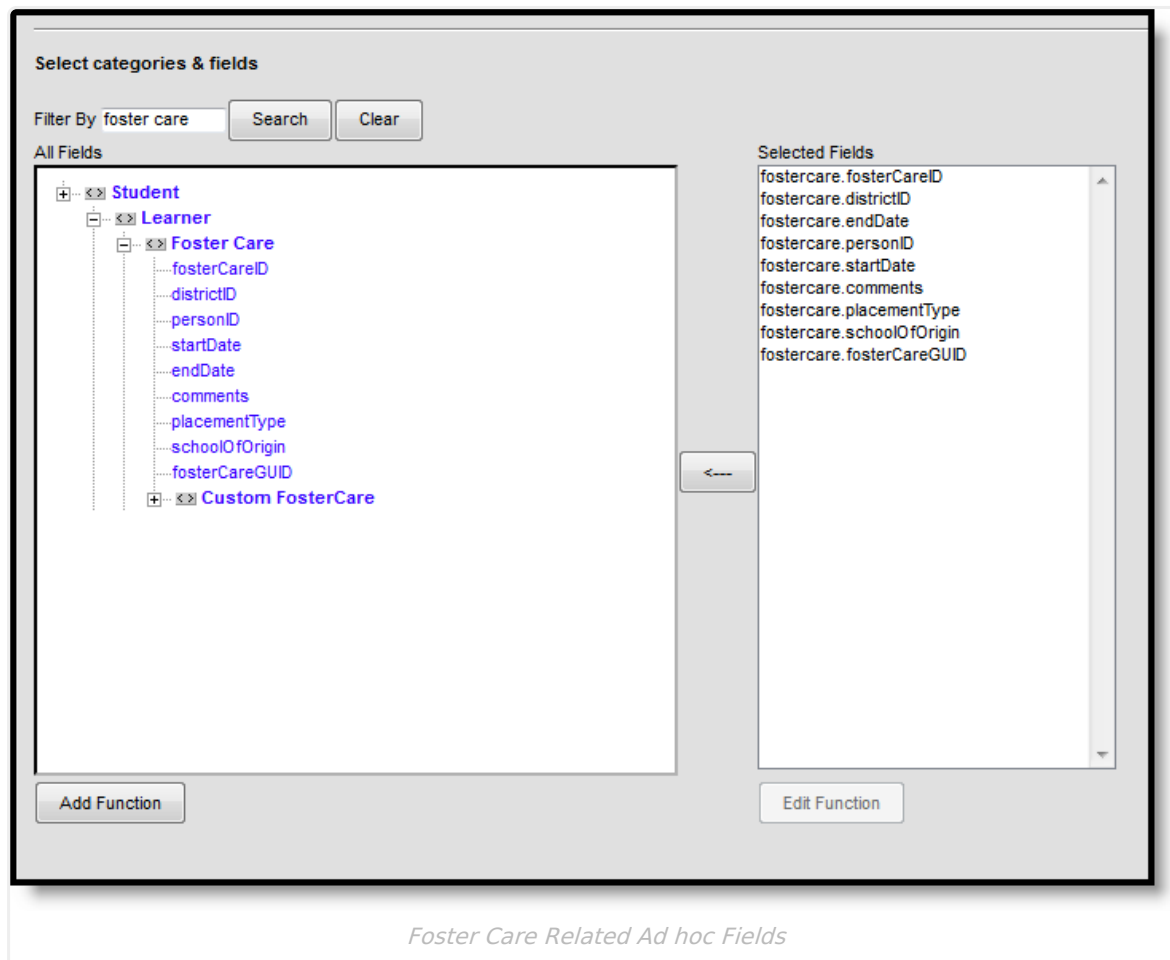 Select categories & fields
Filter By foster care Search Clear
All Fields
Student
Learner
Foster Care
fosterCareID
districtID
personID
startDate
endDate
comments
placementType
schoolOfOrigin
fosterCareGUID
Custom FosterCare
Add Function
<---
Selected Fields
fostercare.fosterCareID
fostercare.districtID
fostercare.endDate
fostercare.personID
fostercare.startDate
fostercare.comments
fostercare.placementType
fostercare.schoolOfOrigin
fostercare.fosterCareGUID
Edit Function
Foster Care Related Ad hoc Fields